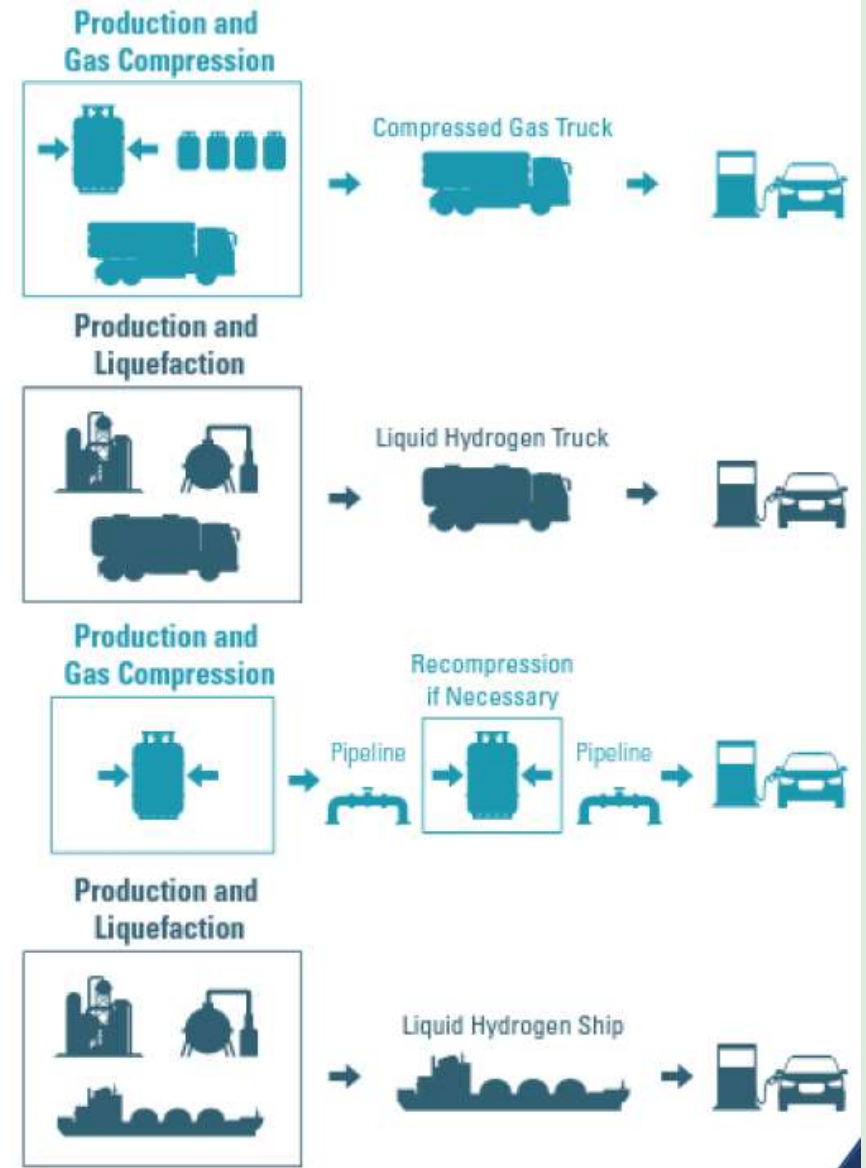 Production and
Gas Compression
Compressed Gas Truck
Production and
Liquefaction
Liquid Hydrogen Truck
Production and
Gas Compression
Recompression
if Necessary
Pipeline
Pipeline
Production and
Liquefaction
Liquid Hydrogen Ship